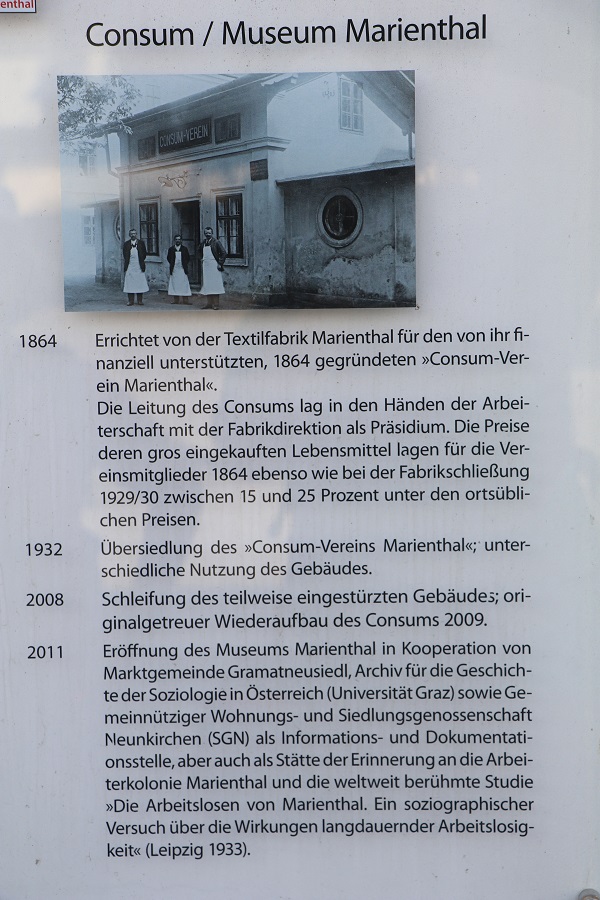 enthal
Consum / Museum Marienthal
CONSUM-VEREIN
1864 Errichtet von der Textilfabrik Marienthal für den von ihr fi-
nanziell unterstützten, 1864 gegründeten »Consum-Ver-
ein Marienthal«.
Die Leitung des Consums lag in den Händen der Arbei-
terschaft mit der Fabrikdirektion als Präsidium. Die Preise
deren gros eingekauften Lebensmittel lagen für die Ver-
einsmitglieder 1864 ebenso wie bei der Fabrikschließung
1929/30 zwischen 15 und 25 Prozent unter den ortsübli-
chen Preisen.
1932 Übersiedlung des »Consum-Vereins Marienthal«; unter-
schiedliche Nutzung des Gebäudes.
2008 Schleifung des teilweise eingestürzten Gebäudes; ori-
ginalgetreuer Wiederaufbau des Consums 2009.
2011 Eröffnung des Museums Marienthal in Kooperation von
Marktgemeinde Gramatneusiedl, Archiv für die Geschich-
te der Soziologie in Österreich (Universität Graz) sowie Ge-
meinnütziger Wohnungs- und Siedlungsgenossenschaft
Neunkirchen (SGN) als Informations- und Dokumentati-
onsstelle, aber auch als Stätte der Erinnerung an die Arbei-
terkolonie Marienthal und die weltweit berühmte Studie
»Die Arbeitslosen von Marienthal. Ein soziographischer
Versuch über die Wirkungen langdauernder Arbeitslosig-
keit« (Leipzig 1933).